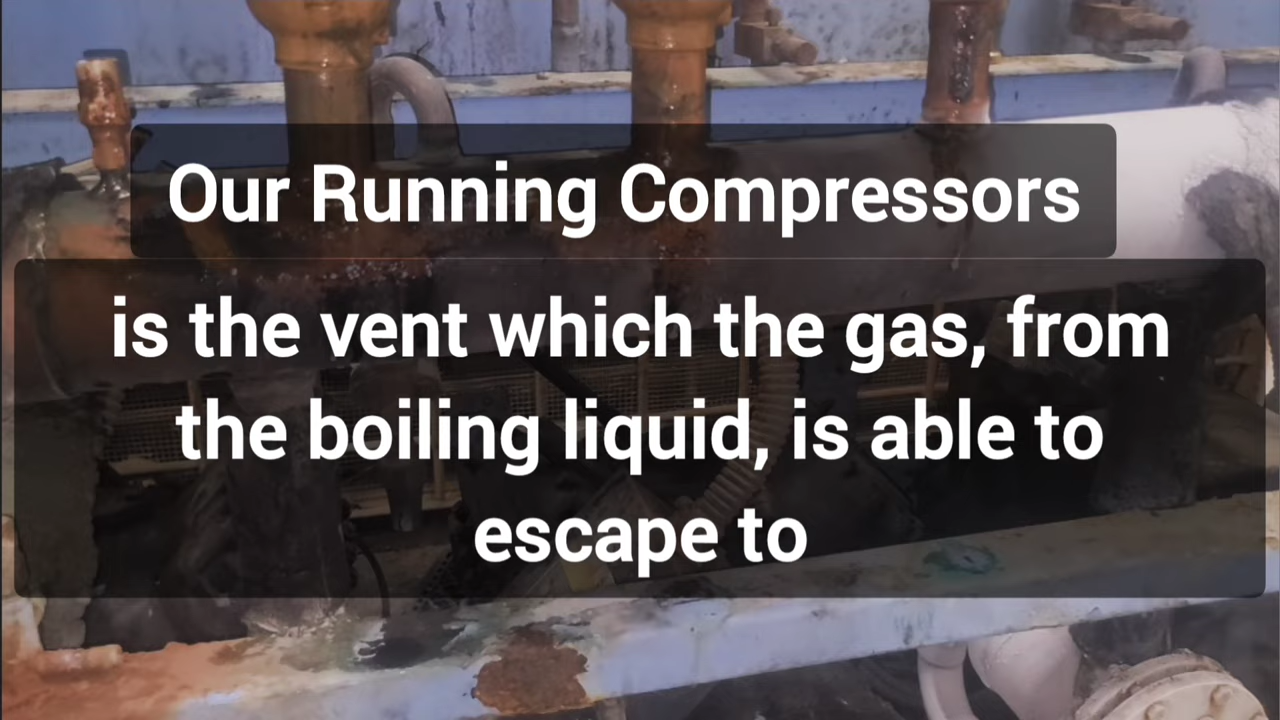 Our Running Compressors
is the vent which the gas, from
the boiling liquid, is able to
escape to